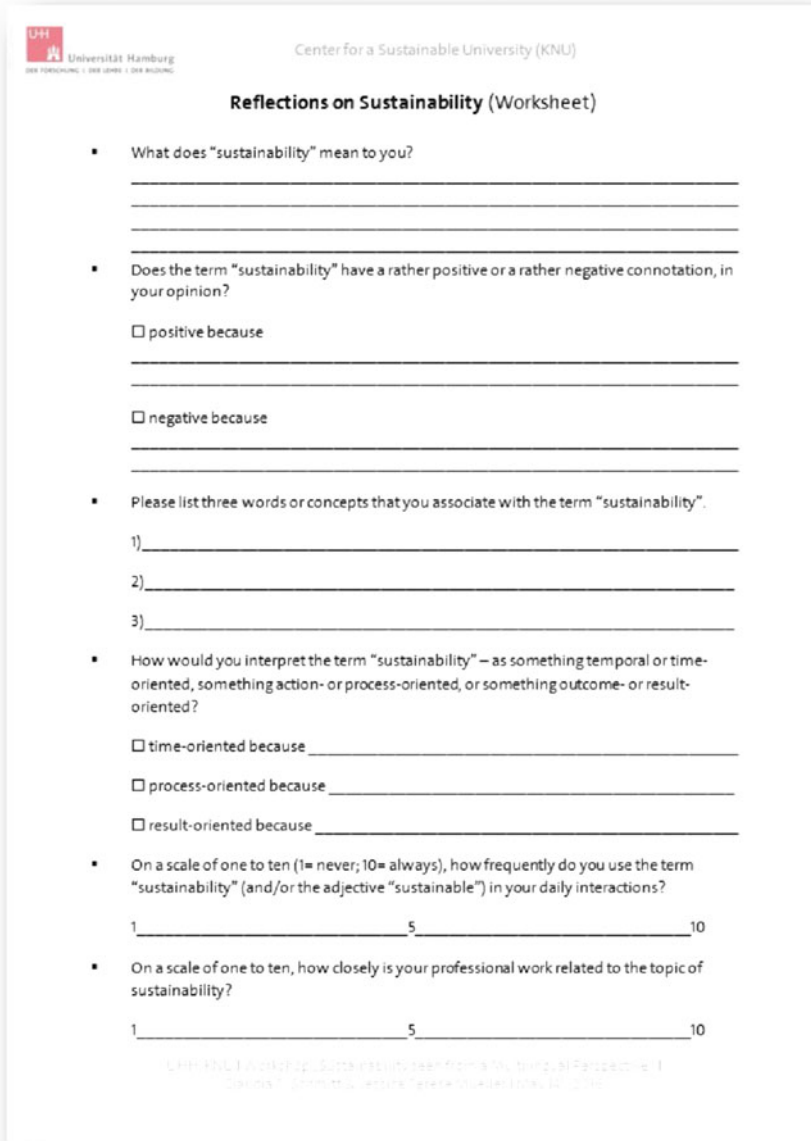 UHH
Universität Hamburg
DER FORSCHUNG | DER LEHRE | DER BILDUNG
Center for a Sustainable University (KNU)
Reflections on Sustainability (Worksheet)
▪ What does “sustainability” mean to you?
▪ Does the term “sustainability” have a rather positive or a rather negative connotation, in
your opinion?
☐ positive because
☐ negative because
▪ Please list three words or concepts that you associate with the term “sustainability”.
1)
2)
3)
▪ How would you interpret the term “sustainability” – as something temporal or time-
oriented, something action- or process-oriented, or something outcome- or result-
oriented?
☐ time-oriented because
☐ process-oriented because
☐ result-oriented because
▪ On a scale of one to ten (1= never; 10= always), how frequently do you use the term
“sustainability” (and/or the adjective “sustainable”) in your daily interactions?
1 5 10
▪ On a scale of one to ten, how closely is your professional work related to the topic of
sustainability?
1 5 10
Workshop „Sustainability seen from a Multilingual Perspective“ |